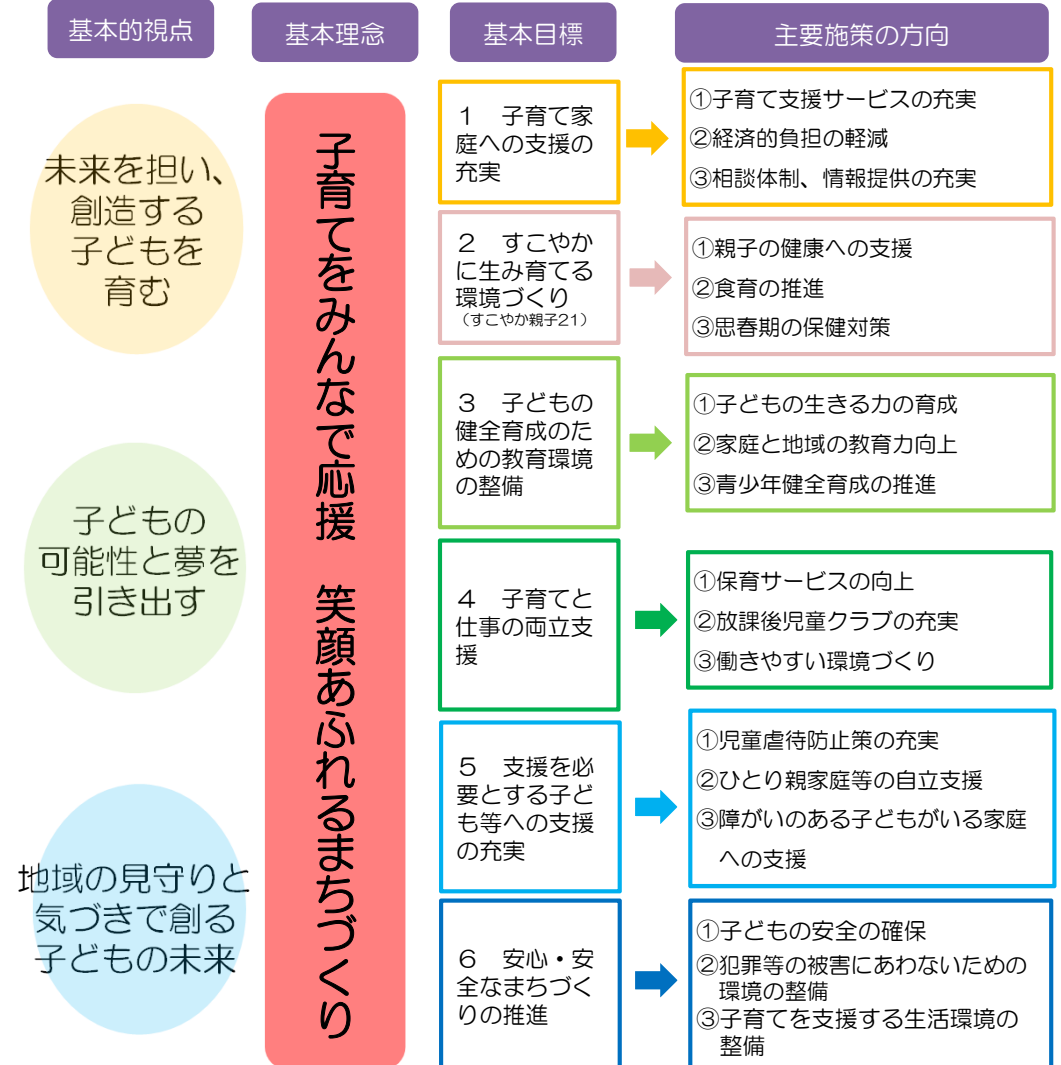 基本的視点
基本理念
基本目標
主要施策の方向
未来を担い、
創造する
子どもを
育む
子どもの
可能性と夢を
引き出す
地域の見守りと
気づきで創る
子どもの未来
子育てをみんなで応援　笑顔あふれるまちづくり
１　子育て家
庭への支援の
充実
①子育て支援サービスの充実
②経済的負担の軽減
③相談体制、情報提供の充実
２　すこやか
に生み育てる
環境づくり
（すこやか親子21）
①親子の健康への支援
②食育の推進
③思春期の保健対策
３　子どもの
健全育成のた
めの教育環境
の整備
①子どもの生きる力の育成
②家庭と地域の教育力向上
③青少年健全育成の推進
４　子育てと
仕事の両立支
援
①保育サービスの向上
②放課後児童クラブの充実
③働きやすい環境づくり
５　支援を必
要とする子ど
も等への支援
の充実
①児童虐待防止策の充実
②ひとり親家庭等の自立支援
③障がいのある子どもがいる家庭
への支援
６　安心・安
全なまちづく
りの推進
①子どもの安全の確保
②犯罪等の被害にあわないための
環境の整備
③子育てを支援する生活環境の
整備